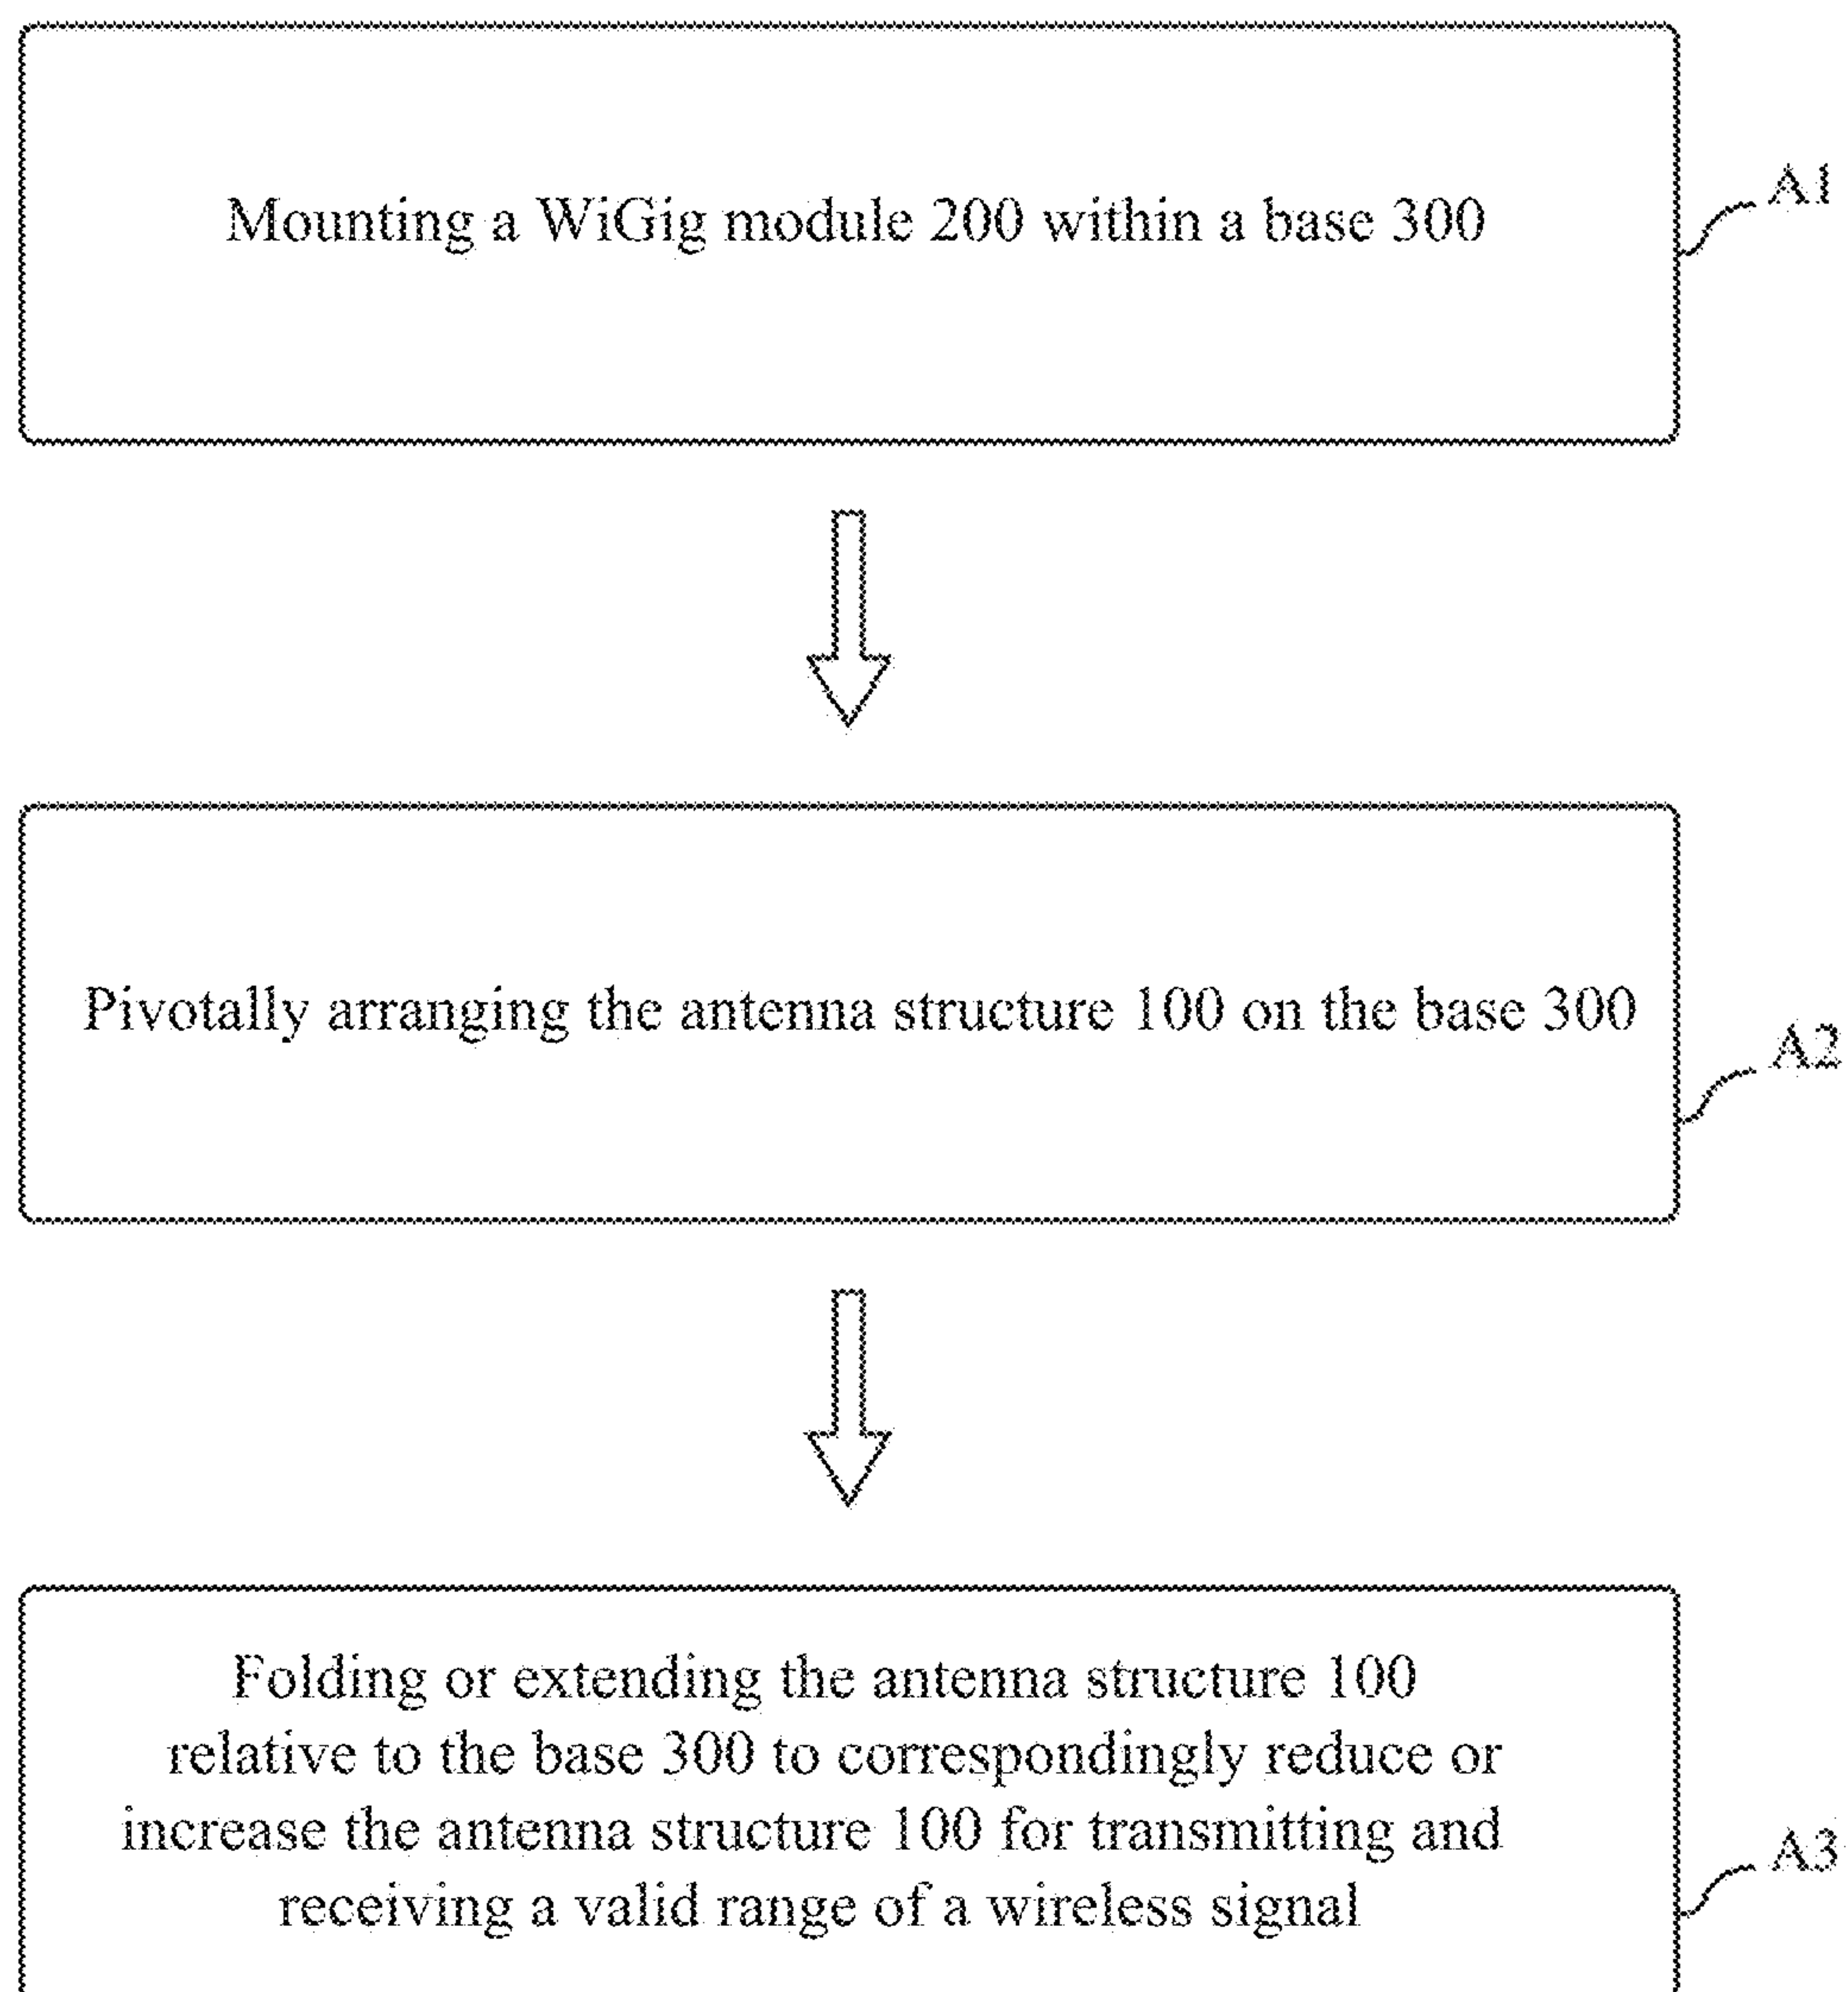 Mounting a WiGig module 200 within a base 300
A1
Pivotally arranging the antenna structure 100 on the base 300
A2
Folding or extending the antenna structure 100
relative to the base 300 to correspondingly reduce or
increase the antenna structure 100 for transmitting and
receiving a valid range of a wireless signal
A3